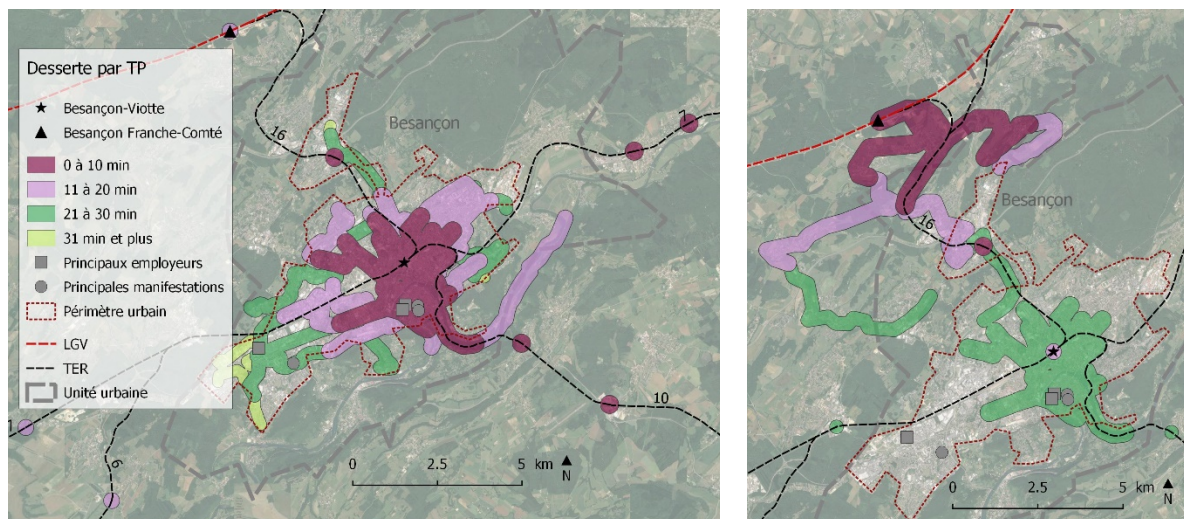 Desserte par TP
Besançon-Viotte
Besançon Franche-Comté
0 à 10 min
11 à 20 min
21 à 30 min
31 min et plus
Principaux employeurs
Principales manifestations
Périmètre urbain
LGV
TER
Unité urbaine
16
Besançon
7
10
6
0 2.5 5 km
N
Besançon
16
0 2.5 5 km
N